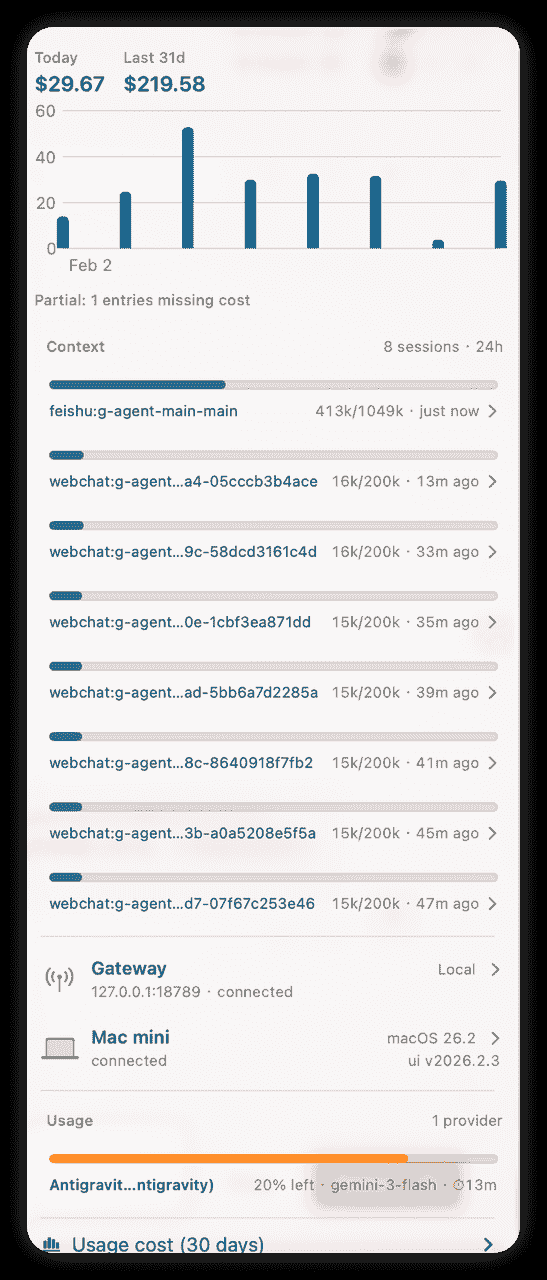 Today Last 31d
$29.67 $219.58
60
40
20
0
Feb 2
Partial: 1 entries missing cost
Context 8 sessions · 24h
feishu:g-agent-main-main 413k/1049k · just now
webchat:g-agent...a4-05cccb3b4ace 16k/200k · 13m ago
webchat:g-agent...9c-58dcd3161c4d 16k/200k · 33m ago
webchat:g-agent...0e-1cbf3ea871dd 15k/200k · 35m ago
webchat:g-agent...ad-5bb6a7d2285a 15k/200k · 39m ago
webchat:g-agent...8c-8640918f7fb2 15k/200k · 41m ago
webchat:g-agent...3b-a0a5208e5f5a 15k/200k · 45m ago
webchat:g-agent...d7-07f67c253e46 15k/200k · 47m ago
Gateway Local
127.0.0.1:18789 · connected
Mac mini macOS 26.2
connected ui v2026.2.3
Usage 1 provider
Antigravit...ntigravity) 20% left · gemini-3-flash · ⏱13m
Usage cost (30 days)